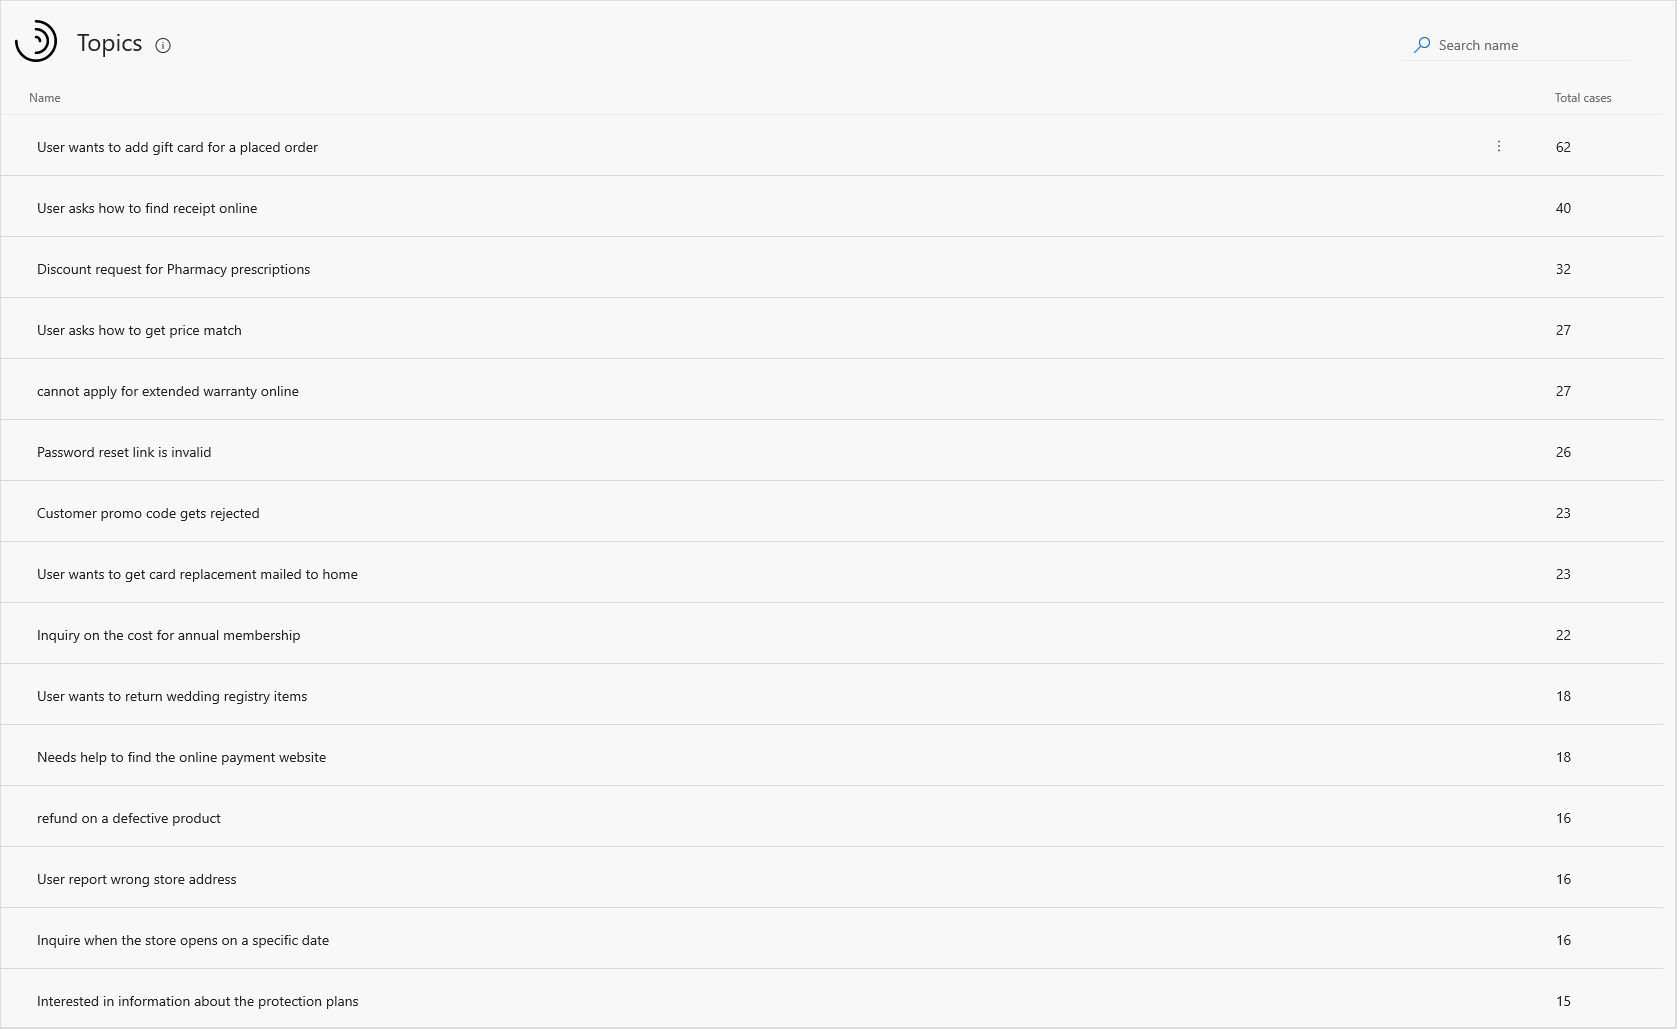 Topics
Search name
Name Total cases
User wants to add gift card for a placed order 62
User asks how to find receipt online 40
Discount request for Pharmacy prescriptions 32
User asks how to get price match 27
cannot apply for extended warranty online 27
Password reset link is invalid 26
Customer promo code gets rejected 23
User wants to get card replacement mailed to home 23
Inquiry on the cost for annual membership 22
User wants to return wedding registry items 18
Needs help to find the online payment website 18
refund on a defective product 16
User report wrong store address 16
Inquire when the store opens on a specific date 16
Interested in information about the protection plans 15